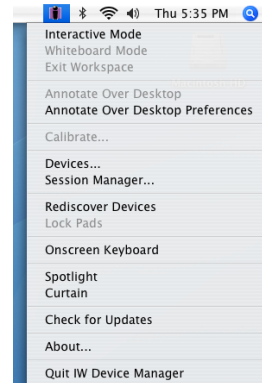 Thu 5:35 PM
Interactive Mode
Whiteboard Mode
Exit Workspace
Annotate Over Desktop
Annotate Over Desktop Preferences
Calibrate...
Devices...
Session Manager...
Rediscover Devices
Lock Pads
Onscreen Keyboard
Spotlight
Curtain
Check for Updates
About...
Quit IW Device Manager